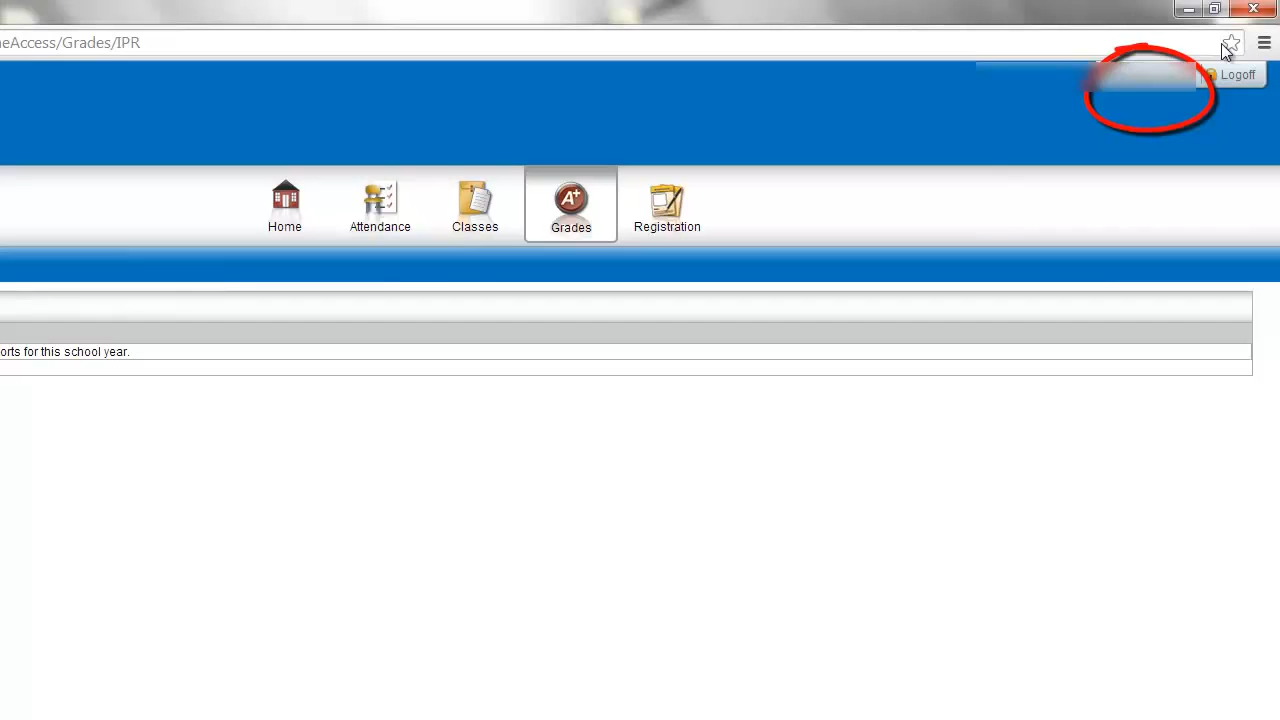 eAccess/Grades/IPR
Logoff
Home
Attendance
Classes
A+
Grades
Registration
orts for this school year.